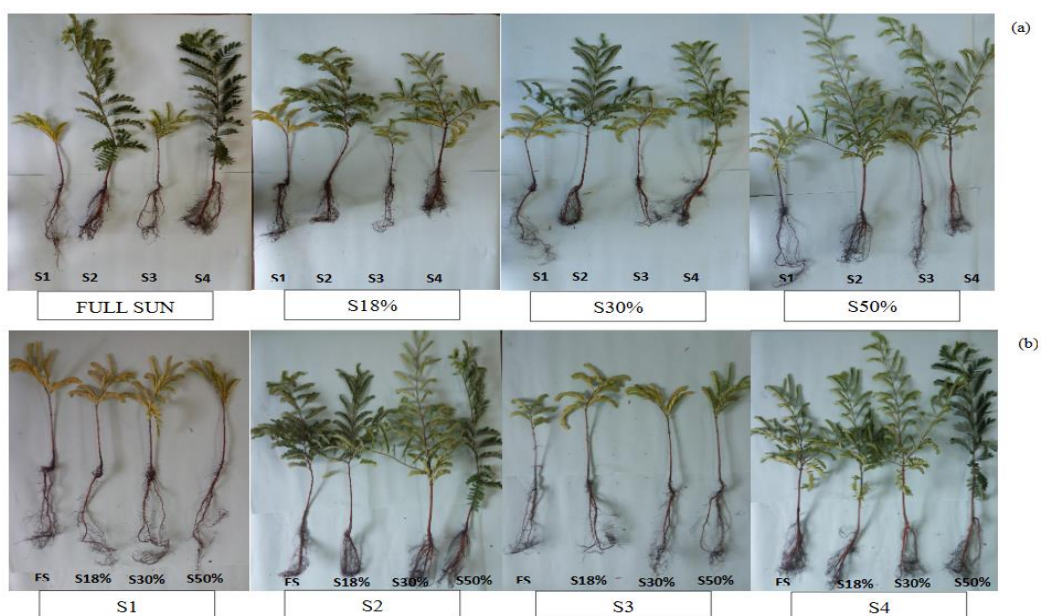 (a)
S1 S2 S3 S4
S1 S2 S3 S4
S1 S2 S3 S4
S1 S2 S3 S4
FULL SUN
S18%
S30%
S50%
(b)
FS S18% S30% S50%
FS S18% S30% S50%
FS S18% S30% S50%
FS S18% S30% S50%
S1
S2
S3
S4